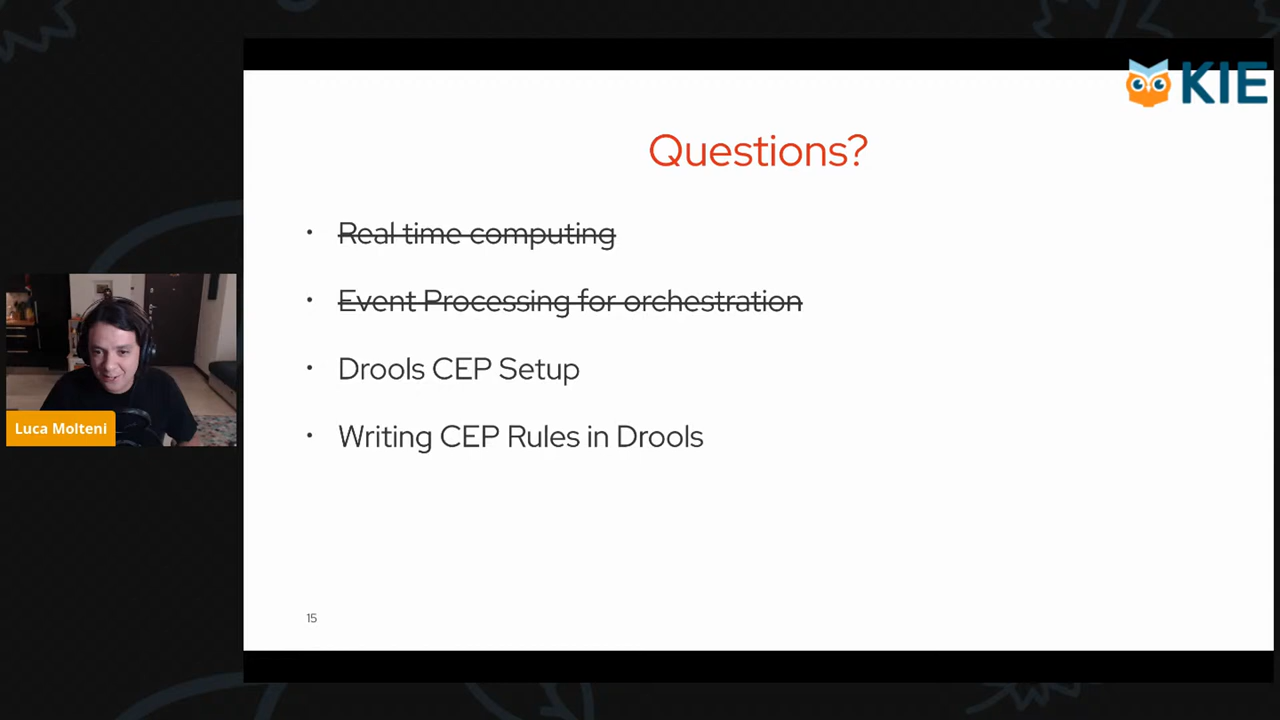 KIE
Questions?
• Real time computing
• Event Processing for orchestration
• Drools CEP Setup
• Writing CEP Rules in Drools
Luca Molteni
15